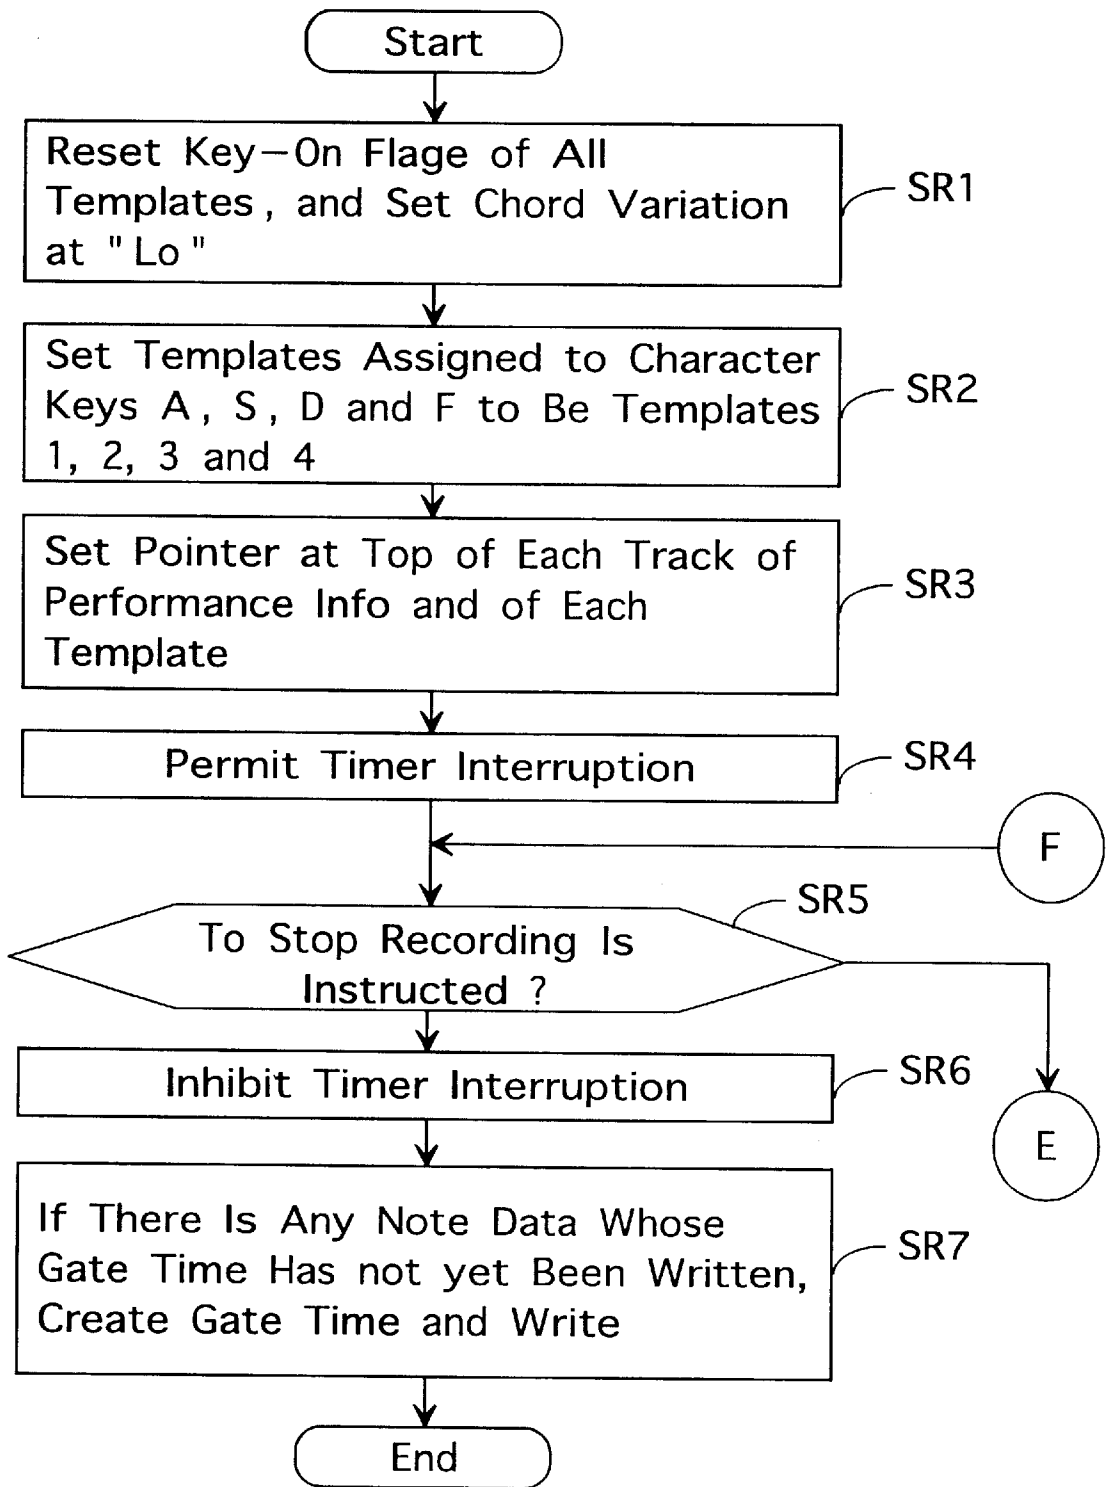 Start
Reset Key-On Flage of All
Templates, and Set Chord Variation
at "Lo"
SR1
Set Templates Assigned to Character
Keys A, S, D and F to Be Templates
1, 2, 3 and 4
SR2
Set Pointer at Top of Each Track of
Performance Info and of Each
Template
SR3
Permit Timer Interruption
SR4
F
SR5
To Stop Recording Is
Instructed ?
Inhibit Timer Interruption
SR6
E
If There Is Any Note Data Whose
Gate Time Has not yet Been Written,
Create Gate Time and Write
SR7
End